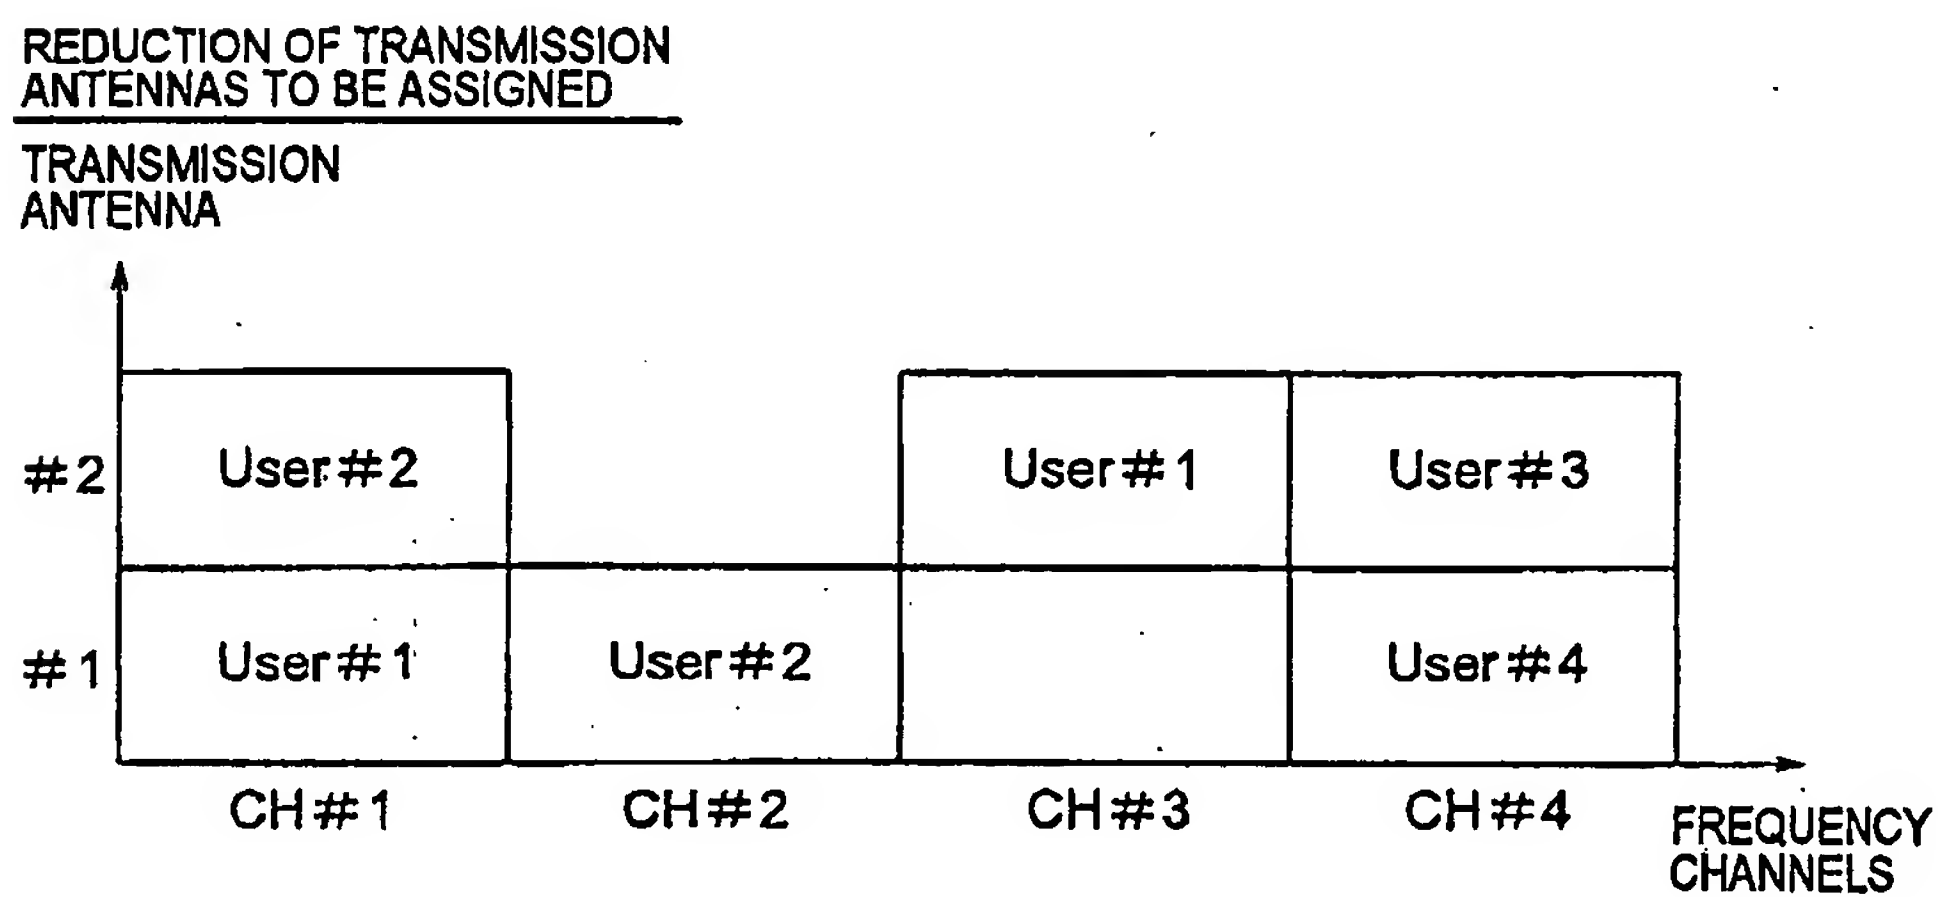 REDUCTION OF TRANSMISSION
ANTENNAS TO BE ASSIGNED
TRANSMISSION
ANTENNA
#2 User#2 User#1 User#3
#1 User#1 User#2 User#4
CH#1 CH#2 CH#3 CH#4
FREQUENCY
CHANNELS